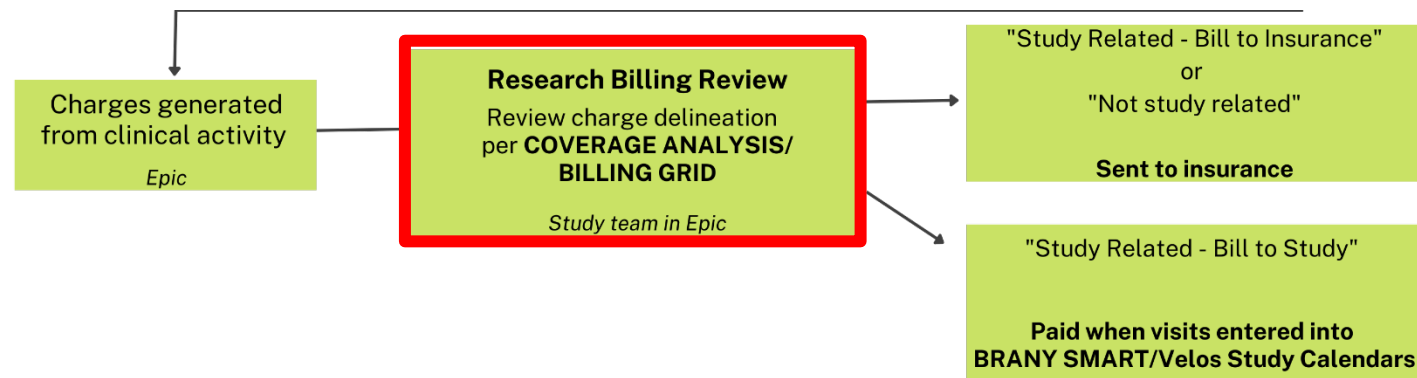 Charges generated
from clinical activity
Epic
Research Billing Review
Review charge delineation
per COVERAGE ANALYSIS/
BILLING GRID
Study team in Epic
"Study Related - Bill to Insurance"
or
"Not study related"
Sent to insurance
"Study Related - Bill to Study"
Paid when visits entered into
BRANY SMART/Velos Study Calendars